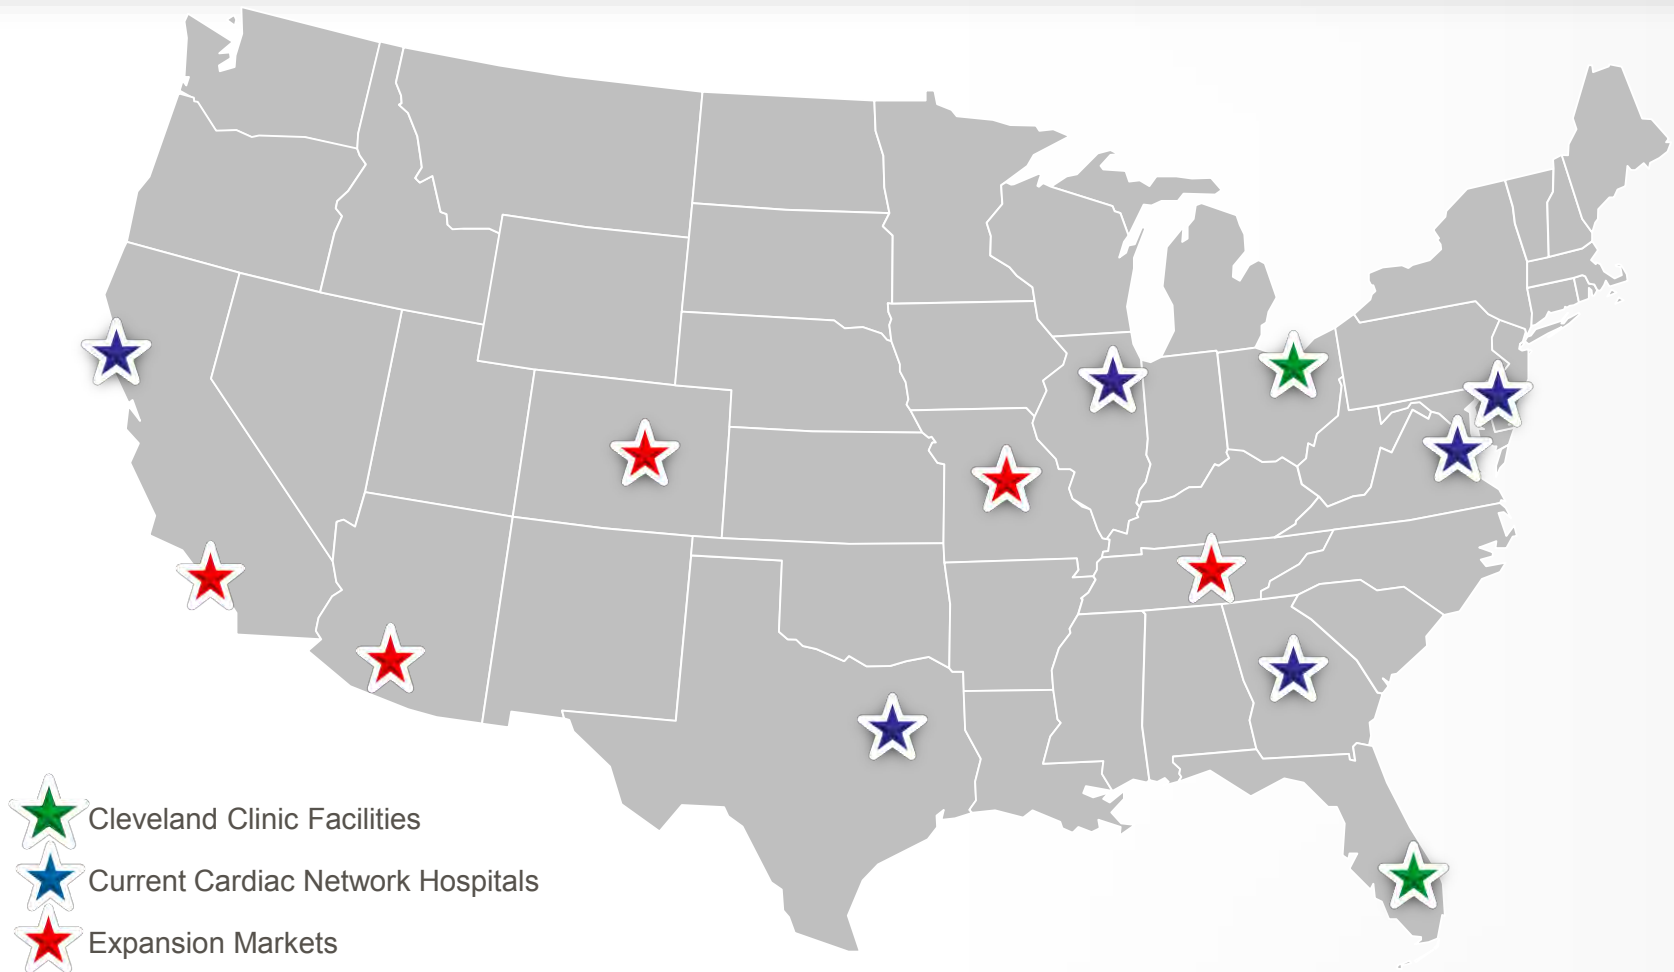 Cleveland Clinic Facilities
Current Cardiac Network Hospitals
Expansion Markets